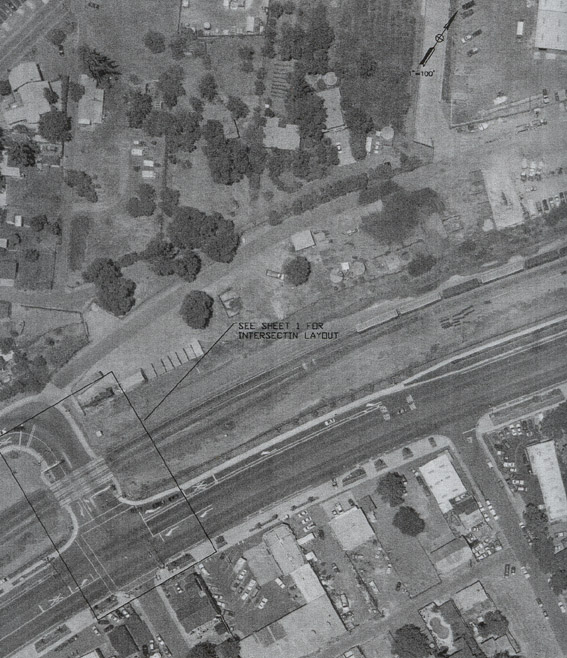 1"=100'
SEE SHEET 1 FOR
INTERSECTIN LAYOUT